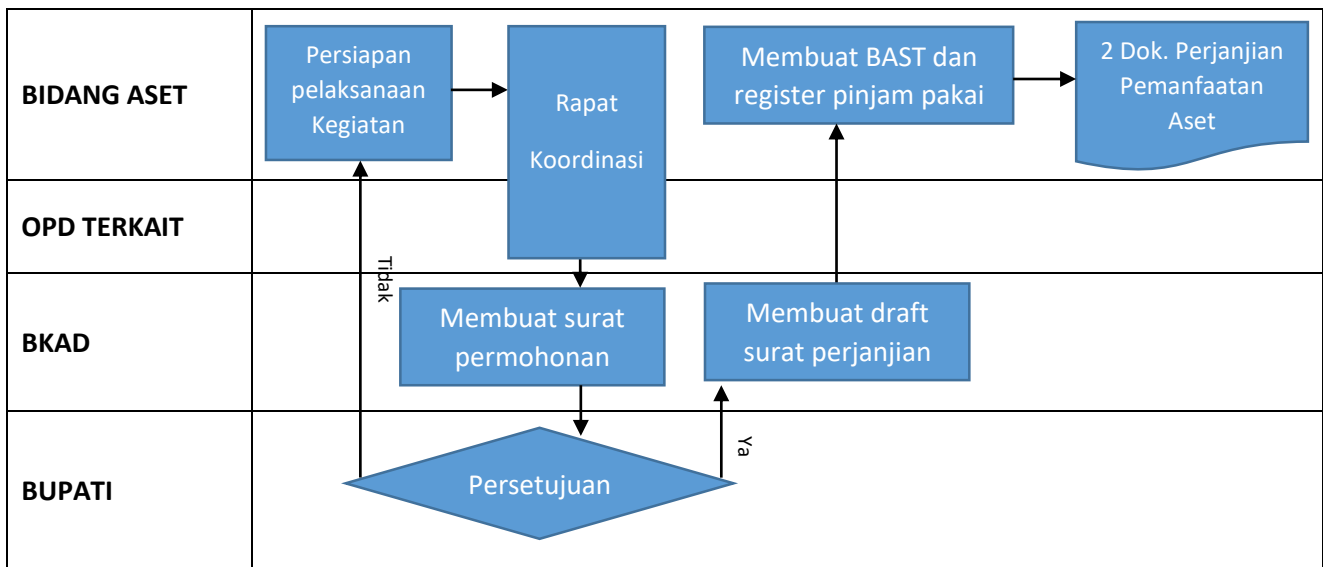 BIDANG ASET
Persiapan
pelaksanaan
Kegiatan
Rapat
Koordinasi
Membuat BAST dan
register pinjam pakai
2 Dok. Perjanjian
Pemanfaatan
Aset
OPD TERKAIT
Tidak
BKAD
Membuat surat
permohonan
Membuat draft
surat perjanjian
BUPATI
Persetujuan
Ya